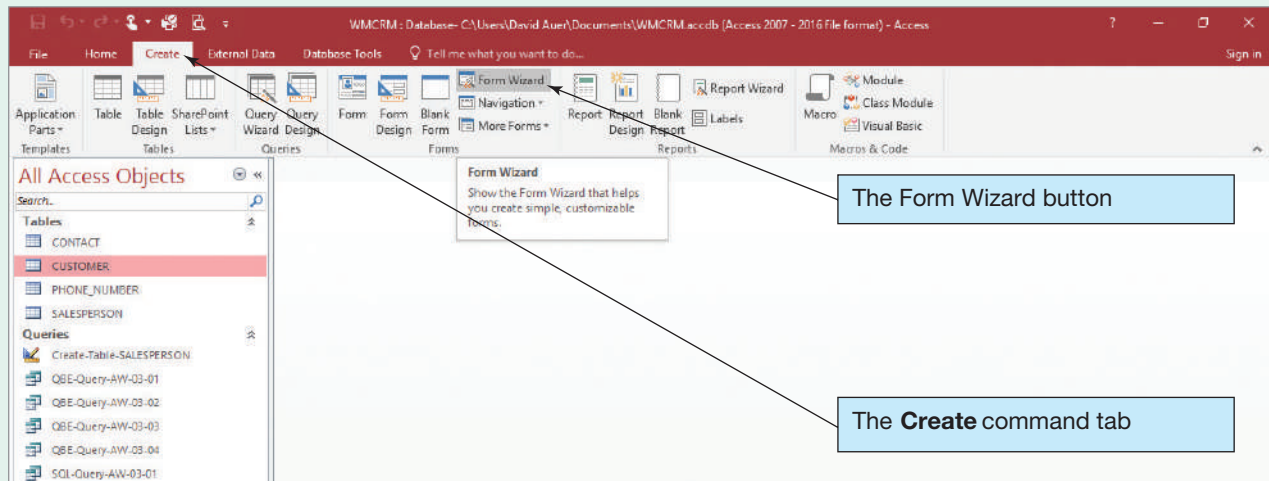 WMCRM : Database- C:\Users\David Auer\Documents\WMCRM.accdb (Access 2007 - 2016 file format) - Access ?
File Home Create External Data Database Tools Tell me what you want to do... Sign in
Application Parts
Table
Table Design
SharePoint Lists
Query Wizard
Query Design
Form
Form Design
Blank Form
Form Wizard
Navigation
More Forms
Report
Report Design
Blank Report
Report Wizard
Labels
Macro
Module
Class Module
Visual Basic
Templates Tables Queries Forms Reports Macros & Code
All Access Objects
Search..
Tables
CONTACT
CUSTOMER
PHONE_NUMBER
SALESPERSON
Queries
Create-Table-SALESPERSON
QBE-Query-AW-03-01
QBE-Query-AW-03-02
QBE-Query-AW-03-03
QBE-Query-AW-03-04
SQL-Query-AW-03-01
Form Wizard
Show the Form Wizard that helps
you create simple, customizable
forms.
The Form Wizard button
The Create command tab